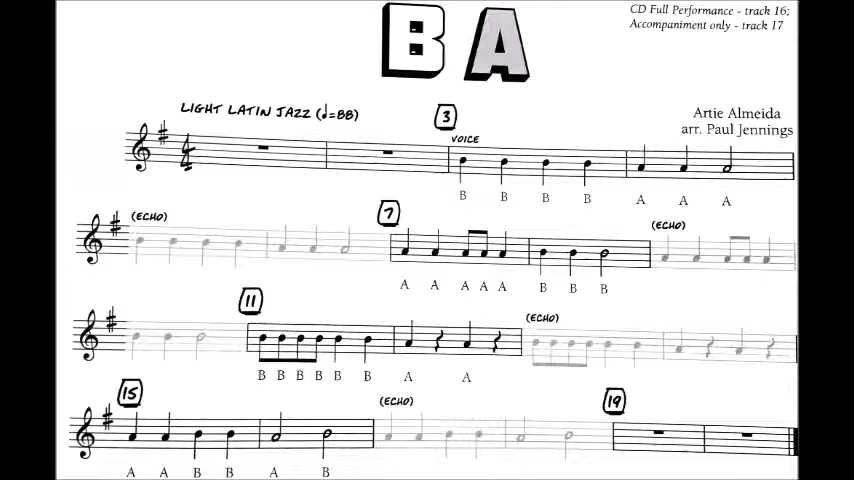 B A
CD Full Performance - track 16;
Accompaniment only - track 17
LIGHT LATIN JAZZ (♩=88)
Artie Almeida
arr. Paul Jennings
3
VOICE
B B B B A A A
(ECHO)
7
(ECHO)
A A A A A B B B
11
(ECHO)
B B B B B B A A
15
(ECHO)
19
A A B B A B